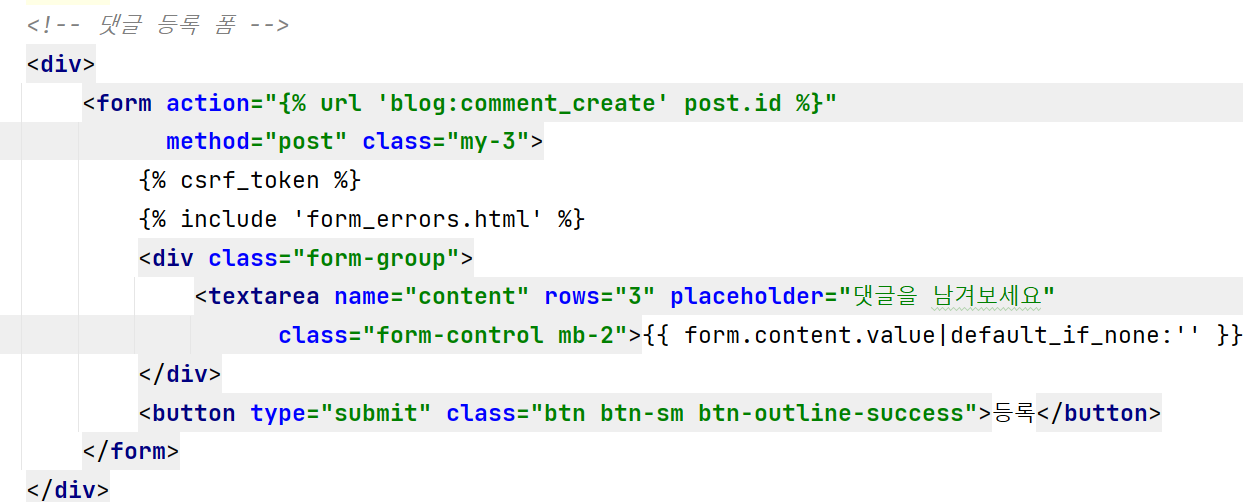 <!-- 댓글 등록 폼 -->
<div>
    <form action="{% url 'blog:comment_create' post.id %}"
          method="post" class="my-3">
        {% csrf_token %}
        {% include 'form_errors.html' %}
        <div class="form-group">
            <textarea name="content" rows="3" placeholder="댓글을 남겨보세요"
                  class="form-control mb-2">{{ form.content.value|default_if_none:'' }}
        </div>
        <button type="submit" class="btn btn-sm btn-outline-success">등록</button>
    </form>
</div>